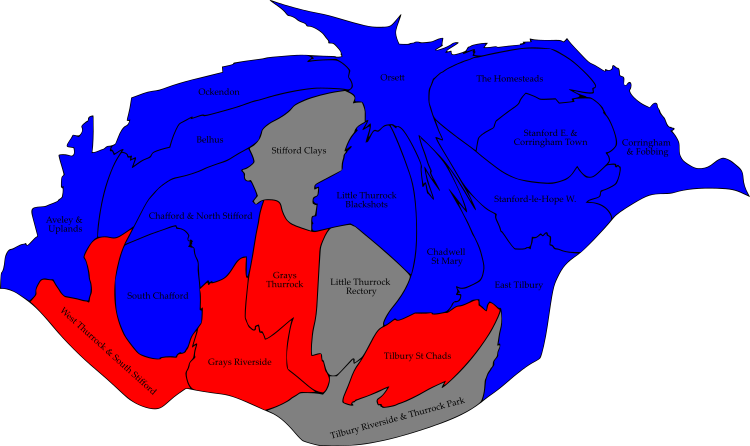 Orsett
The Homesteads
Ockendon
Belhus
Stanford E. &
Corringham Town
Corringham
& Fobbing
Stifford Clays
Little Thurrock
Blackshots
Stanford-le-Hope W.
Aveley &
Uplands
Chafford & North Stifford
Chadwell
St Mary
Grays
Thurrock
Little Thurrock
Rectory
East Tilbury
South Chafford
West Thurrock & South Stifford
Grays Riverside
Tilbury St Chads
Tilbury Riverside & Thurrock Park